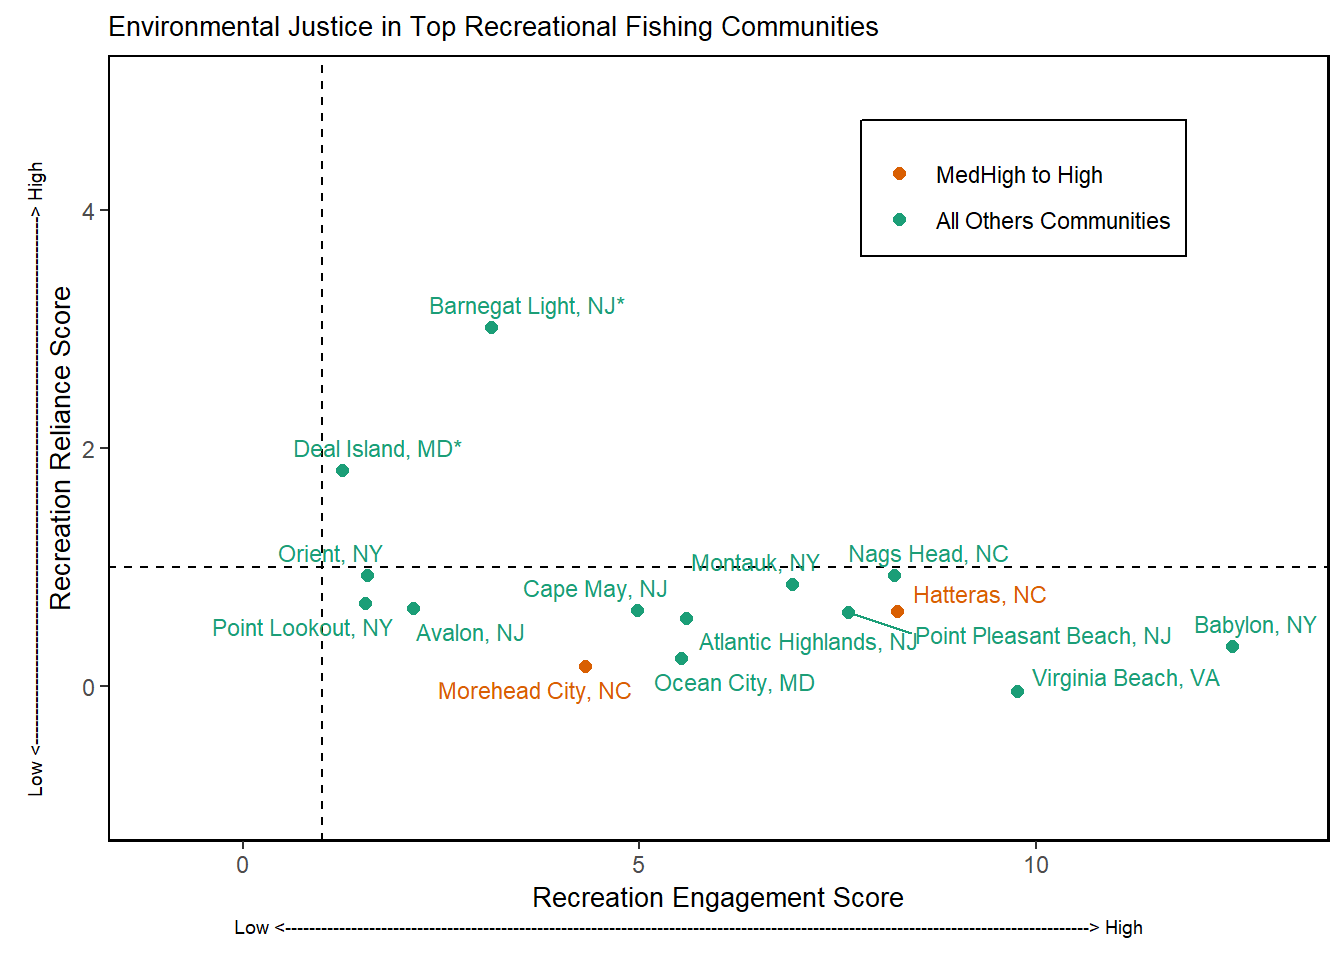 Environmental Justice in Top Recreational Fishing Communities
MedHigh to High
All Others Communities
Barnegat Light, NJ*
Deal Island, MD*
Orient, NY
Montauk, NY
Nags Head, NC
Cape May, NJ
Hatteras, NC
Point Lookout, NY
Avalon, NJ
Atlantic Highlands, NJ
Point Pleasant Beach, NJ
Babylon, NY
Morehead City, NC
Ocean City, MD
Virginia Beach, VA
4
2
0
Recreation Reliance Score
Low <-------------------------------------------------------------------------------------> High
0
5
10
Recreation Engagement Score
Low <--------------------------------------------------------------------------------------------------------------------------------------> High